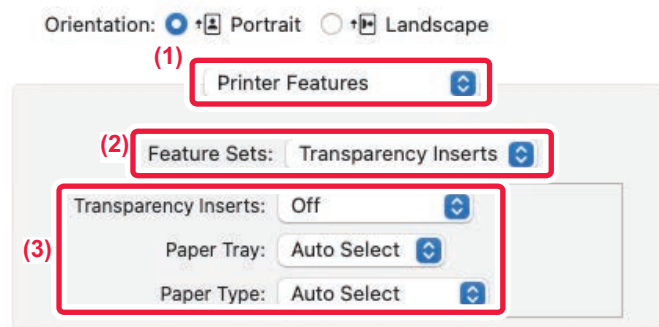 Orientation: Portrait Landscape
(1)
Printer Features
(2) Feature Sets: Transparency Inserts
Transparency Inserts: Off
(3) Paper Tray: Auto Select
Paper Type: Auto Select